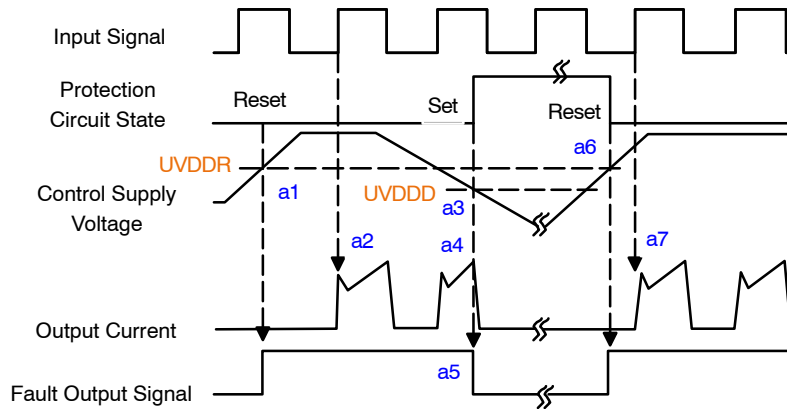 Input Signal
Protection
Circuit State
Reset
Set
Reset
UVDDR
a6
Control Supply
Voltage
a1
UVDDD
a3
a2
a4
a7
Output Current
Fault Output Signal
a5